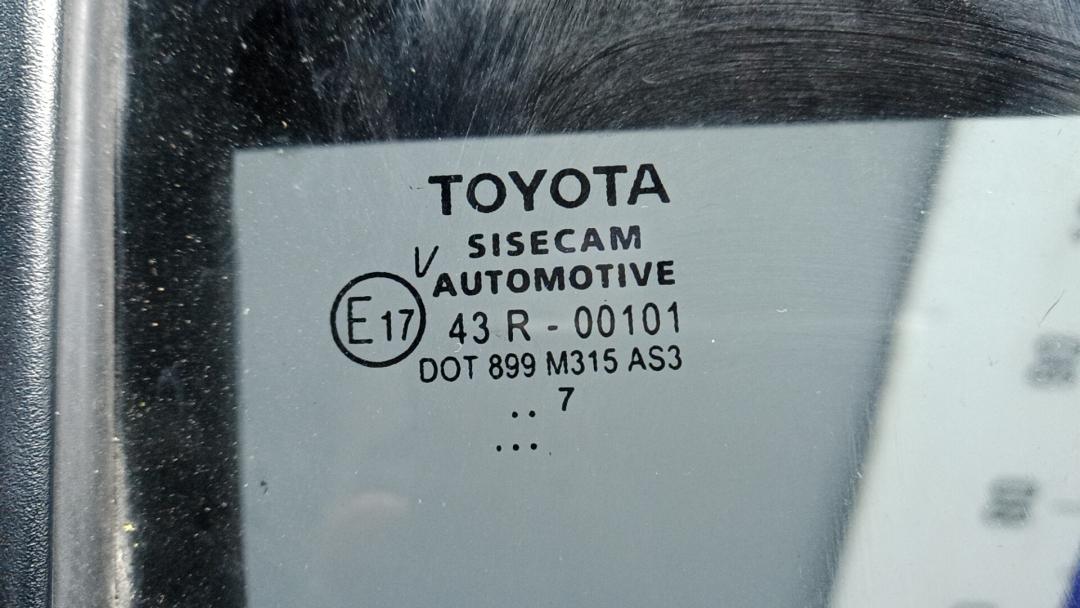 TOYOTA
SISECAM
V AUTOMOTIVE
E17 43 R - 00101
DOT 899 M315 AS3
.. 7
...